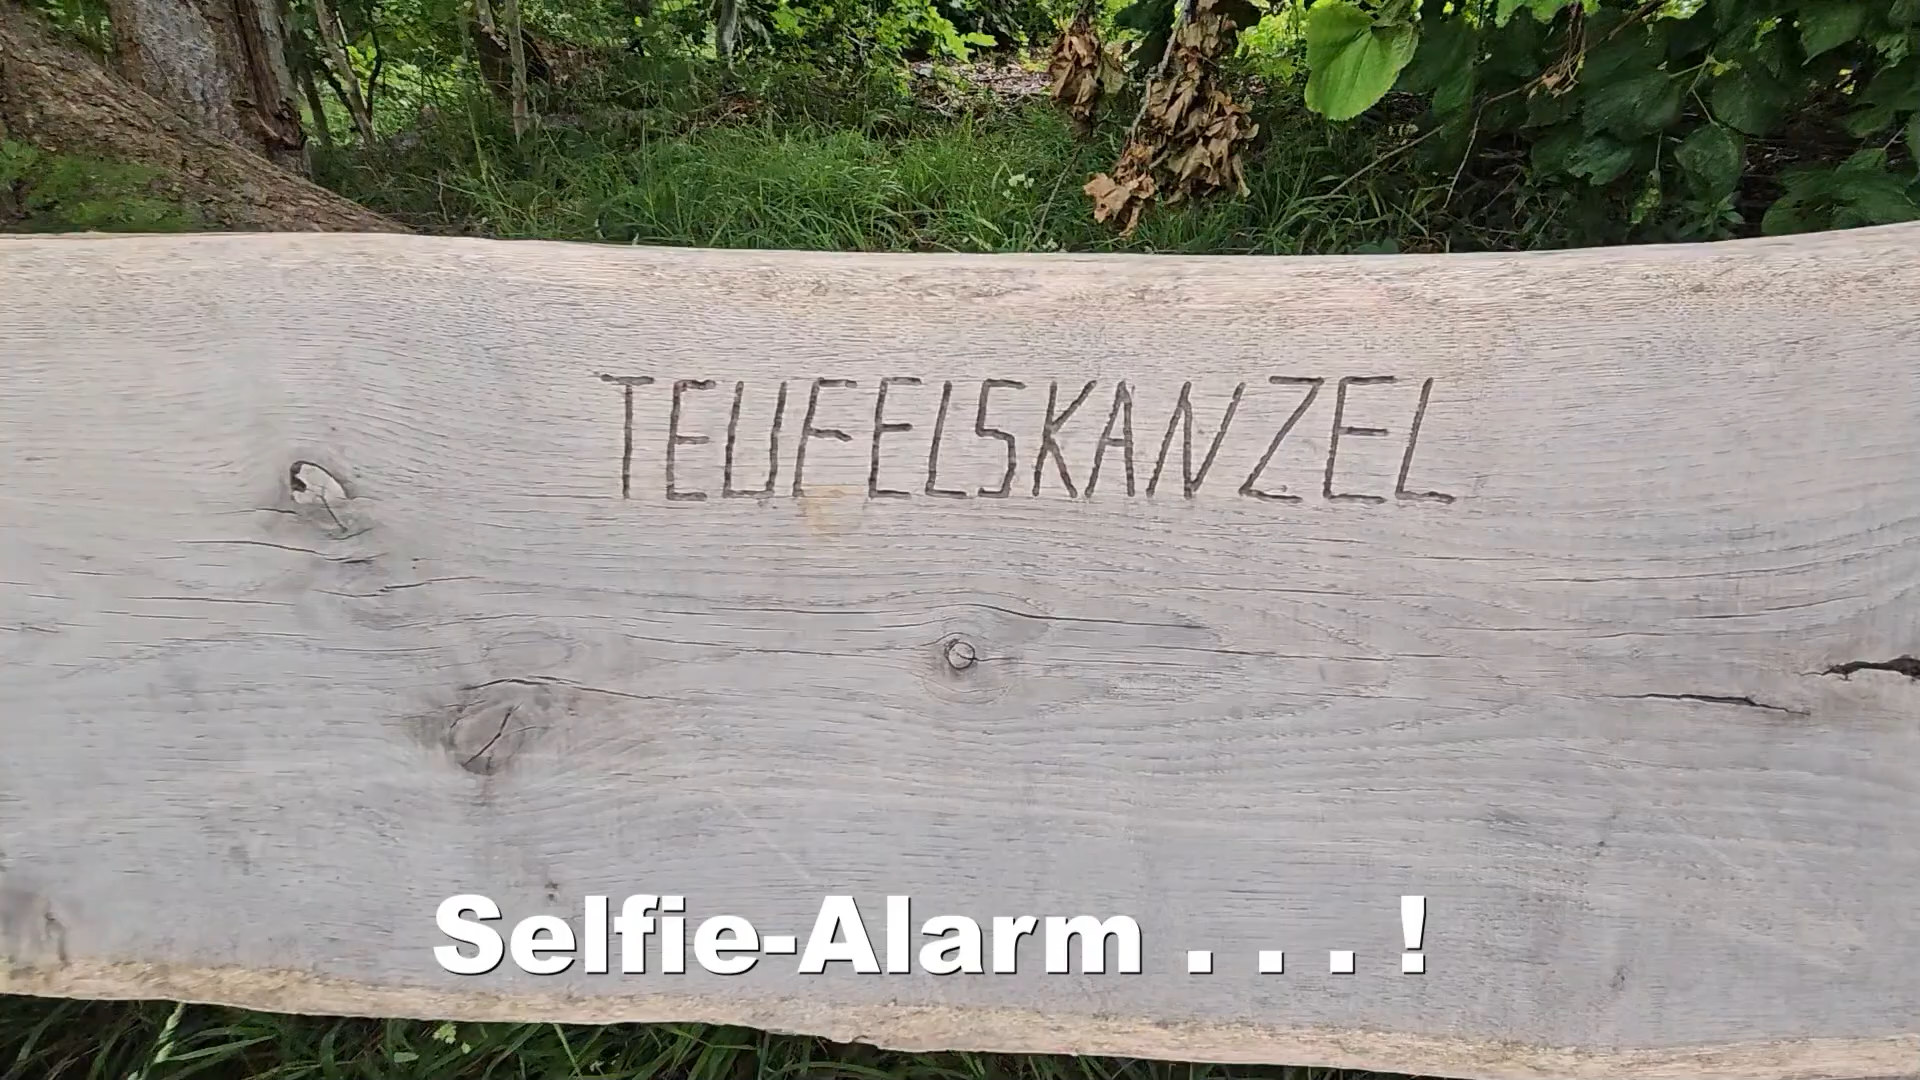 TEUFELSKANZEL
Selfie-Alarm . . . !